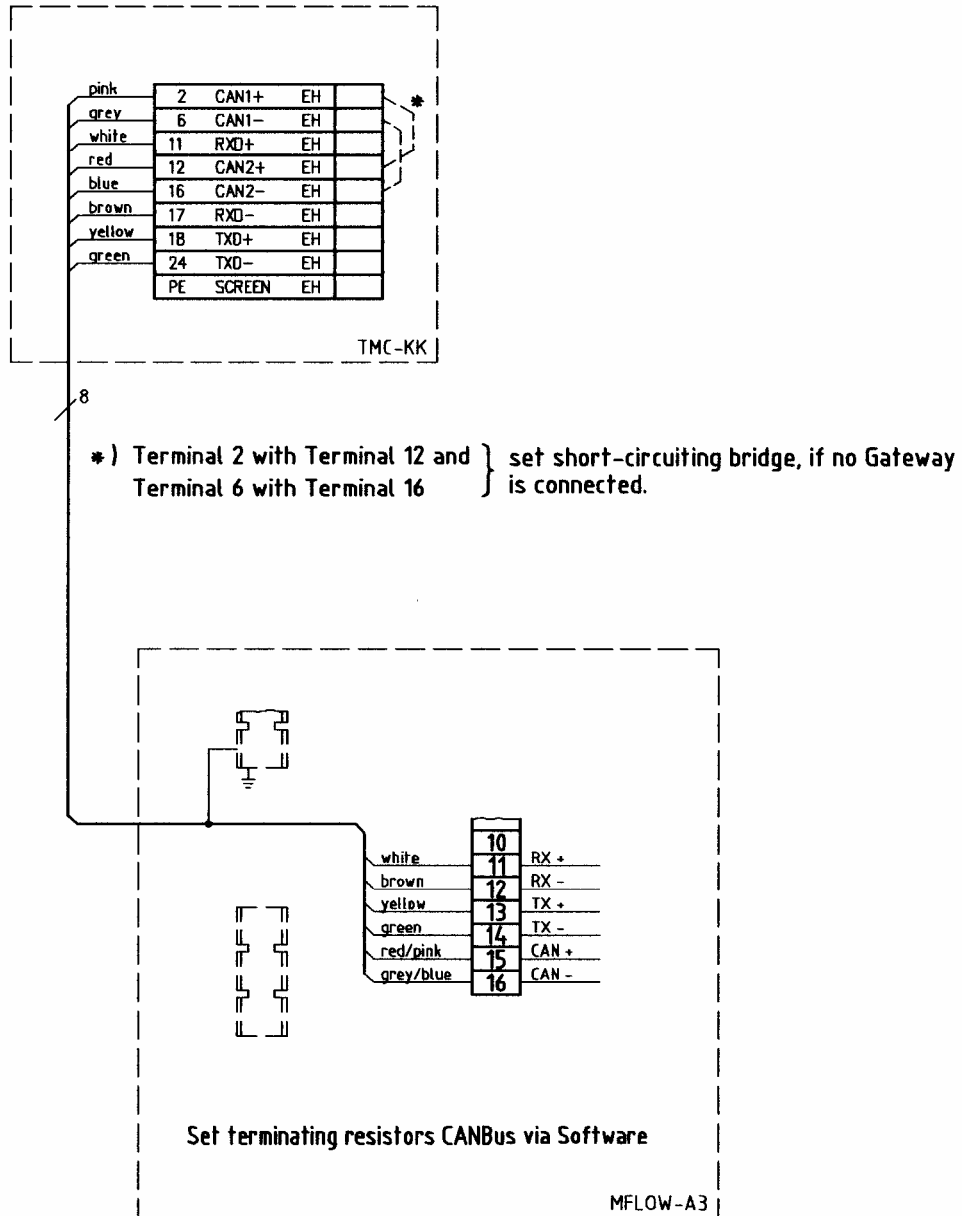 pink 2 CAN1+ EH *
grey 6 CAN1- EH
white 11 RXD+ EH
red 12 CAN2+ EH
blue 16 CAN2- EH
brown 17 RXD- EH
yellow 18 TXD+ EH
green 24 TXD- EH
PE SCREEN EH
TMC-KK
8
*) Terminal 2 with Terminal 12 and } set short-circuiting bridge, if no Gateway
Terminal 6 with Terminal 16 is connected.
10
white 11 RX +
brown 12 RX -
yellow 13 TX +
green 14 TX -
red/pink 15 CAN +
grey/blue 16 CAN -
Set terminating resistors CANBus via Software
MFLOW-A3